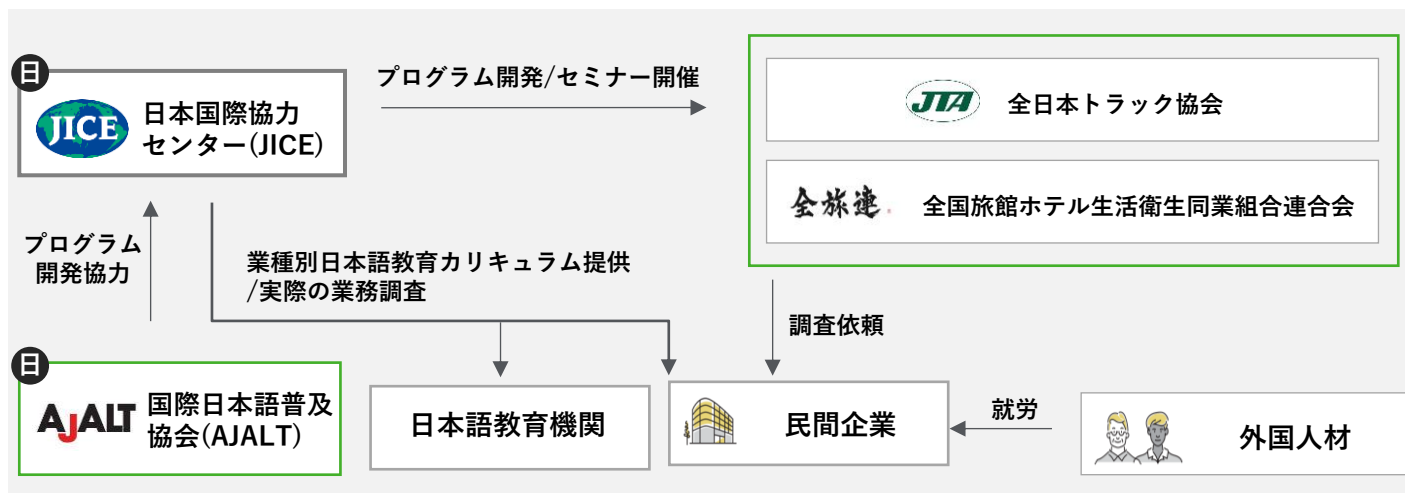 日
JICE
日本国際協力
センター(JICE)
プログラム開発/セミナー開催
JTA
全日本トラック協会
全旅連
全国旅館ホテル生活衛生同業組合連合会
プログラム
開発協力
業種別日本語教育カリキュラム提供
/実際の業務調査
調査依頼
日
AJALT
国際日本語普及
協会(AJALT)
日本語教育機関
民間企業
就労
外国人材